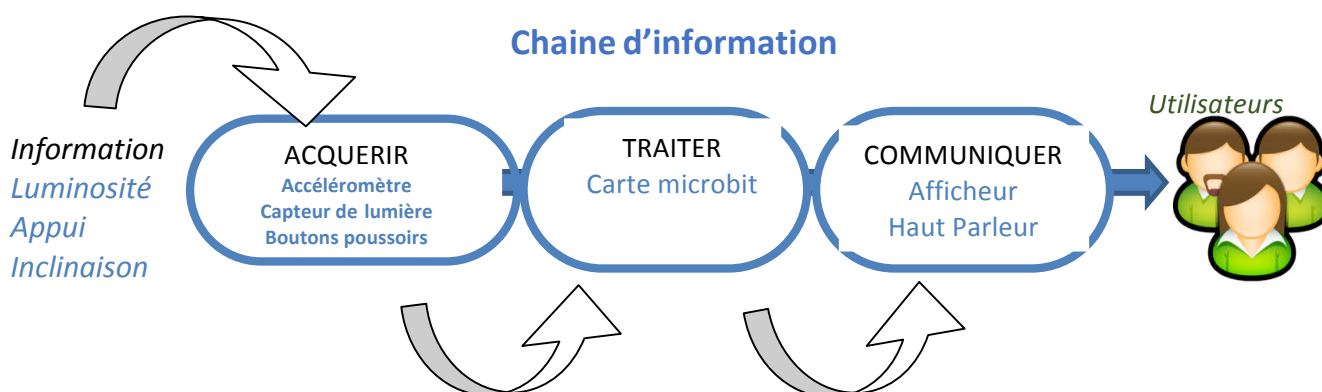 Chaine d'information
Information
Luminosité
Appui
Inclinaison
ACQUERIR
Accéléromètre
Capteur de lumière
Boutons poussoirs
TRAITER
Carte microbit
COMMUNIQUER
Afficheur
Haut Parleur
Utilisateurs